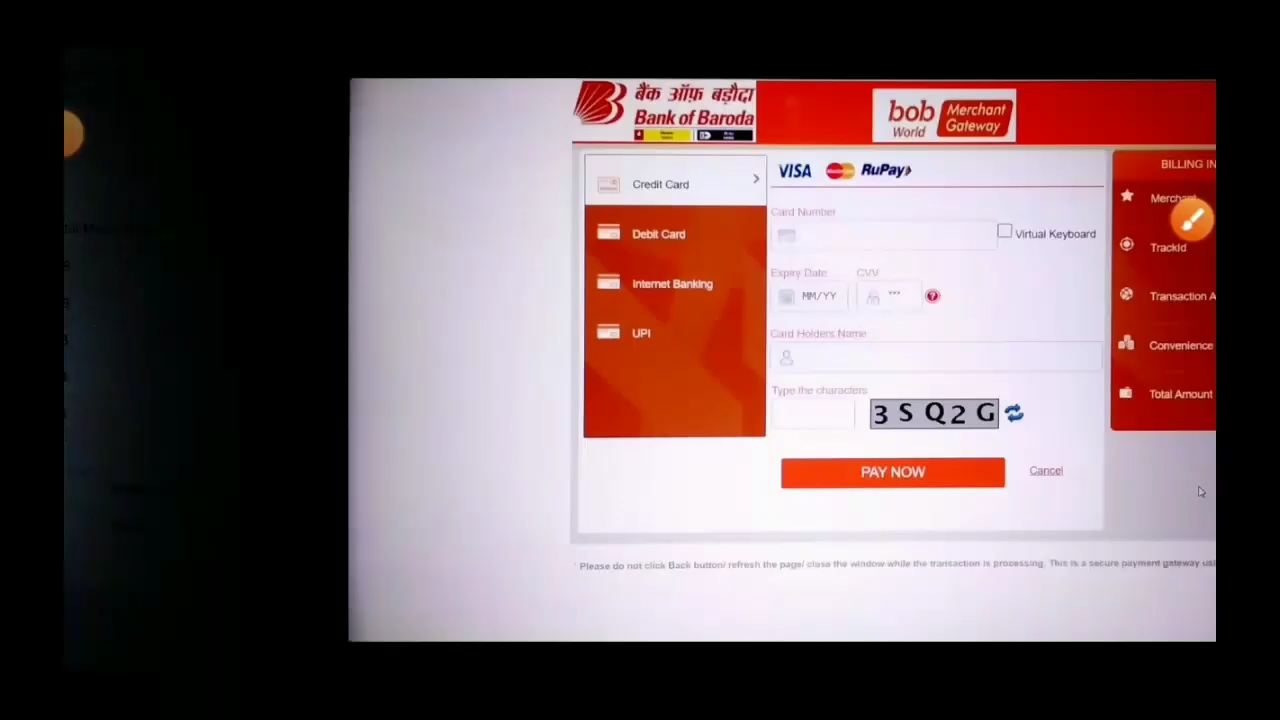 बैंक ऑफ़ बड़ौदा
Bank of Baroda
bob
World
Merchant
Gateway
Credit Card
Debit Card
Internet Banking
UPI
VISA
RuPay
Card Number
Virtual Keyboard
Expiry Date
CVV
MM/YY
***
Card Holders Name
Type the characters
3 S Q 2 G
PAY NOW
Cancel
BILLING IN
Merchant
TrackId
Transaction A
Convenience
Total Amount
* Please do not click Back button/ refresh the page/ close the window while the transaction is processing. This is a secure payment gateway